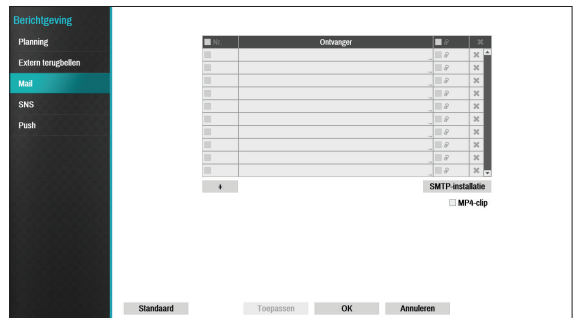 Berichtgeving
Planning
Extern terugbellen
Mail
SNS
Push
Nr. Ontvanger
+ SMTP-installatie
MP4-clip
Standaard Toepassen OK Annuleren